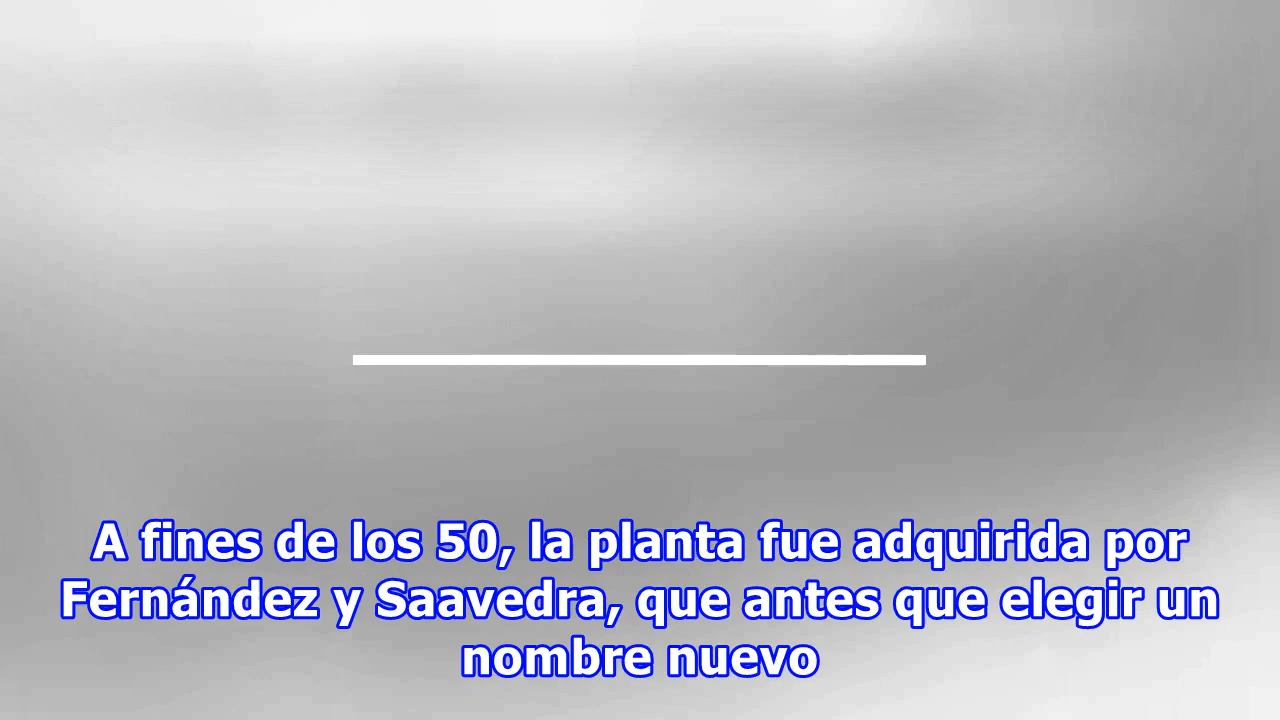 A fines de los 50, la planta fue adquirida por
Fernández y Saavedra, que antes que elegir un
nombre nuevo